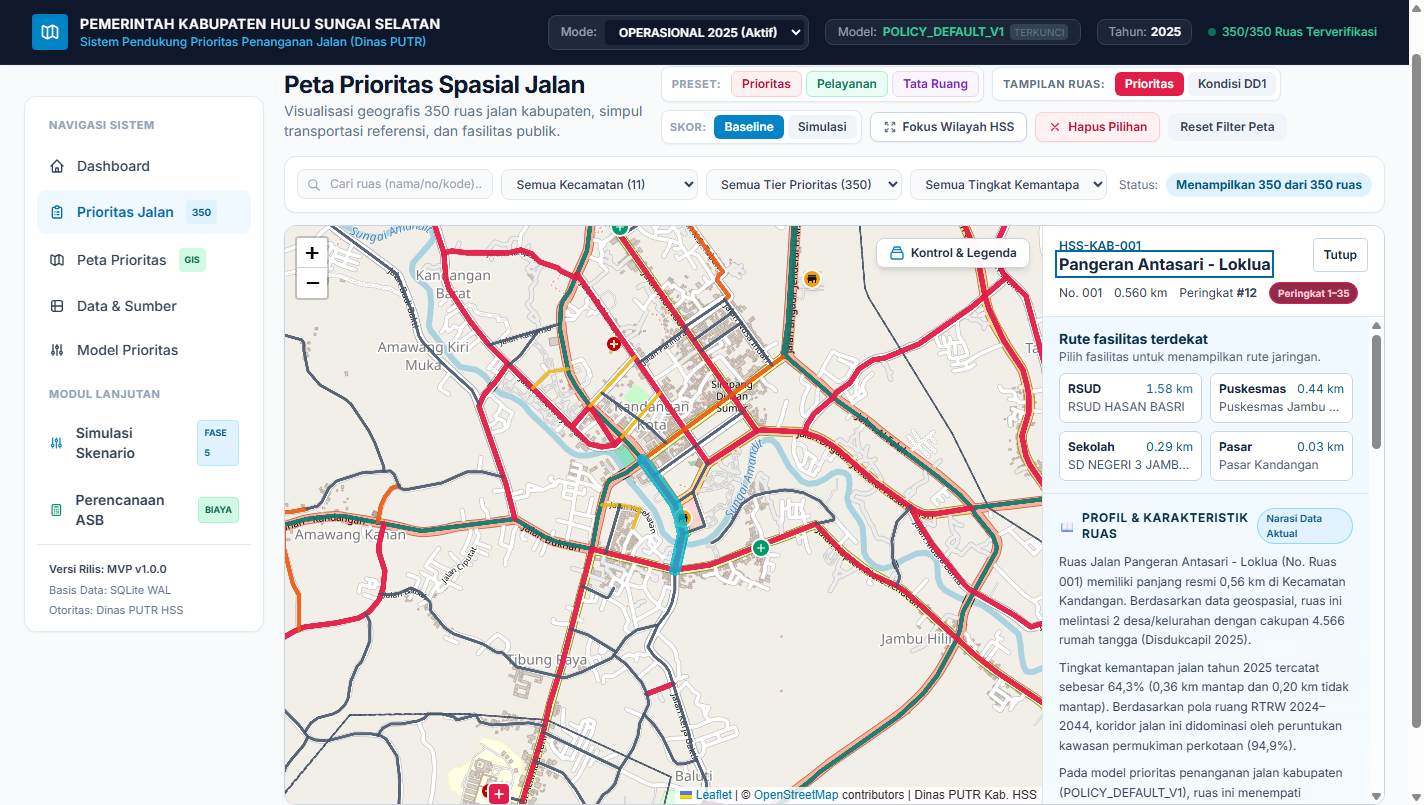 PEMERINTAH KABUPATEN HULU SUNGAI SELATAN
Sistem Pendukung Prioritas Penanganan Jalan (Dinas PUTR)
Mode: OPERASIONAL 2025 (Aktif)
Model: POLICY_DEFAULT_V1 TERKUNCI
Tahun: 2025
350/350 Ruas Terverifikasi
NAVIGASI SISTEM
Dashboard
Prioritas Jalan 350
Peta Prioritas GIS
Data & Sumber
Model Prioritas
MODUL LANJUTAN
Simulasi
Skenario
FASE
5
Perencanaan
ASB
BIAYA
Versi Rilis: MVP v1.0.0
Basis Data: SQLite WAL
Otoritas: Dinas PUTR HSS
Peta Prioritas Spasial Jalan
Visualisasi geografis 350 ruas jalan kabupaten, simpul
transportasi referensi, dan fasilitas publik.
PRESET: Prioritas Pelayanan Tata Ruang
TAMPILAN RUAS: Prioritas Kondisi DD1
SKOR: Baseline Simulasi
Fokus Wilayah HSS
Hapus Pilihan
Reset Filter Peta
Cari ruas (nama/no/kode)..
Semua Kecamatan (11)
Semua Tier Prioritas (350)
Semua Tingkat Kemantapa
Status: Menampilkan 350 dari 350 ruas
+
−
Kontrol & Legenda
Sungai Amandit
Kandangan
Barat
Amawang Kiri
Muka
Simpang
Sumur
Kandangan
Kota
Sungai Amandit
Amawang Kanan
Jalan Bukhari
Jalan Ciputat
Tibung Raya
Jambu Hilir
Baluti
Leaflet | © OpenStreetMap contributors | Dinas PUTR Kab. HSS
HSS-KAB-001
Pangeran Antasari - Loklua
Tutup
No. 001 0.560 km Peringkat #12 Peringkat 1–35
Rute fasilitas terdekat
Pilih fasilitas untuk menampilkan rute jaringan.
RSUD 1.58 km
RSUD HASAN BASRI
Puskesmas 0.44 km
Puskesmas Jambu ...
Sekolah 0.29 km
SD NEGERI 3 JAMB...
Pasar 0.03 km
Pasar Kandangan
PROFIL & KARAKTERISTIK
RUAS
Narasi Data
Aktual
Ruas Jalan Pangeran Antasari - Loklua (No. Ruas
001) memiliki panjang resmi 0,56 km di Kecamatan
Kandangan. Berdasarkan data geospasial, ruas ini
melintasi 2 desa/kelurahan dengan cakupan 4.566
rumah tangga (Disdukcapil 2025).
Tingkat kemantapan jalan tahun 2025 tercatat
sebesar 64,3% (0,36 km mantap dan 0,20 km tidak
mantap). Berdasarkan pola ruang RTRW 2024–
2044, koridor jalan ini didominasi oleh peruntukan
kawasan permukiman perkotaan (94,9%).
Pada model prioritas penanganan jalan kabupaten
(POLICY_DEFAULT_V1), ruas ini menempati